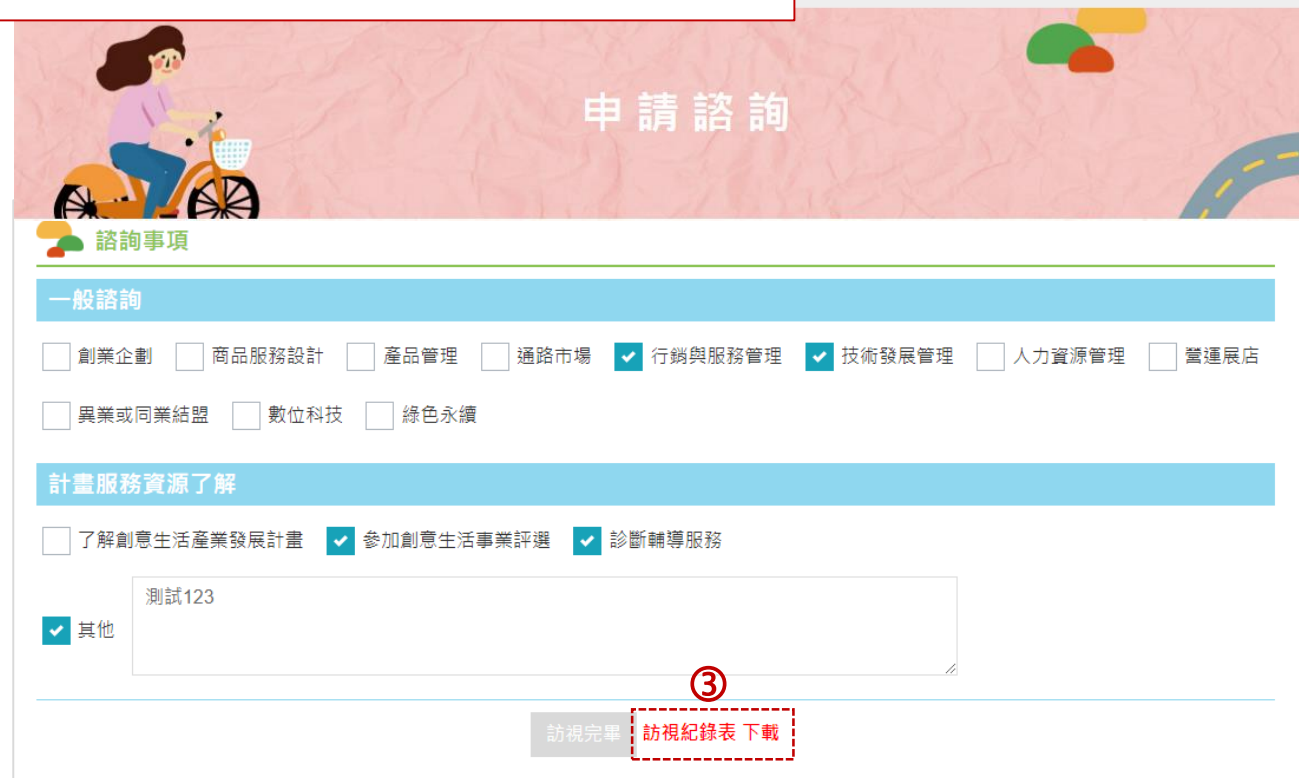 申請諮詢
諮詢事項
一般諮詢
創業企劃 商品服務設計 產品管理 通路市場 行銷與服務管理 技術發展管理 人力資源管理 營運展店
異業或同業結盟 數位科技 綠色永續
計畫服務資源了解
了解創意生活產業發展計畫 參加創意生活事業評選 診斷輔導服務
測試123
其他
③
訪視完畢 訪視紀錄表 下載